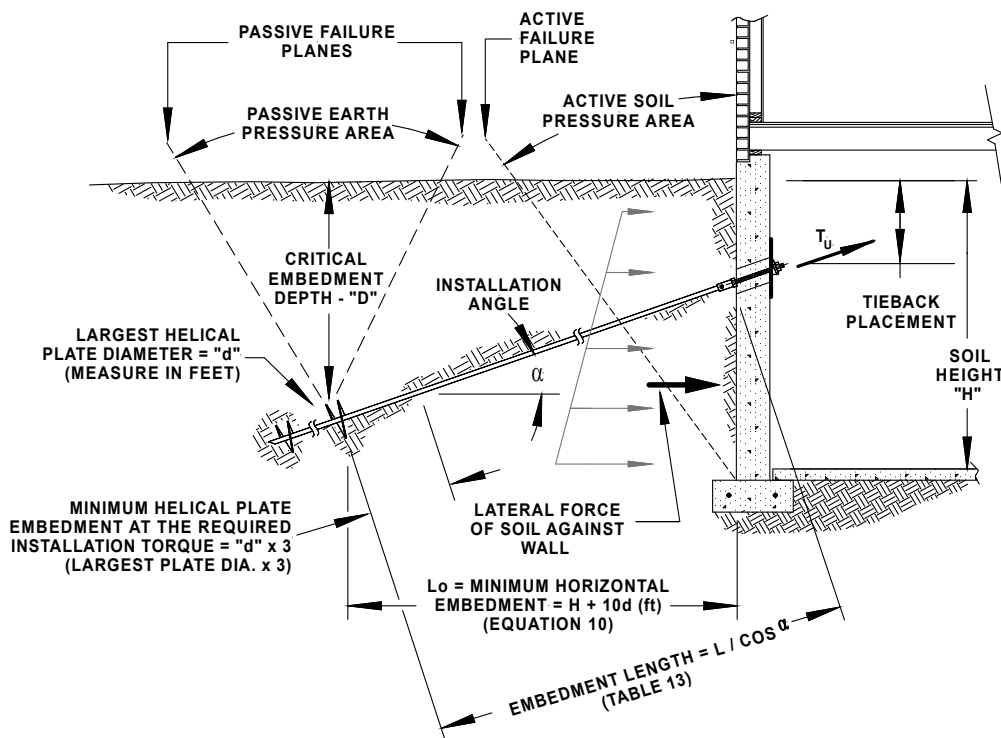 PASSIVE FAILURE
PLANES
ACTIVE
FAILURE
PLANE
PASSIVE EARTH
PRESSURE AREA
ACTIVE SOIL
PRESSURE AREA
CRITICAL
EMBEDMENT
DEPTH - "D"
INSTALLATION
ANGLE
TU
TIEBACK
PLACEMENT
SOIL
HEIGHT
"H"
LARGEST HELICAL
PLATE DIAMETER = "d"
(MEASURE IN FEET)
α
MINIMUM HELICAL PLATE
EMBEDMENT AT THE REQUIRED
INSTALLATION TORQUE = "d" x 3
(LARGEST PLATE DIA. x 3)
LATERAL FORCE
OF SOIL AGAINST
WALL
Lo = MINIMUM HORIZONTAL
EMBEDMENT = H + 10d (ft)
(EQUATION 10)
EMBEDMENT LENGTH = L / COS α
(TABLE 13)